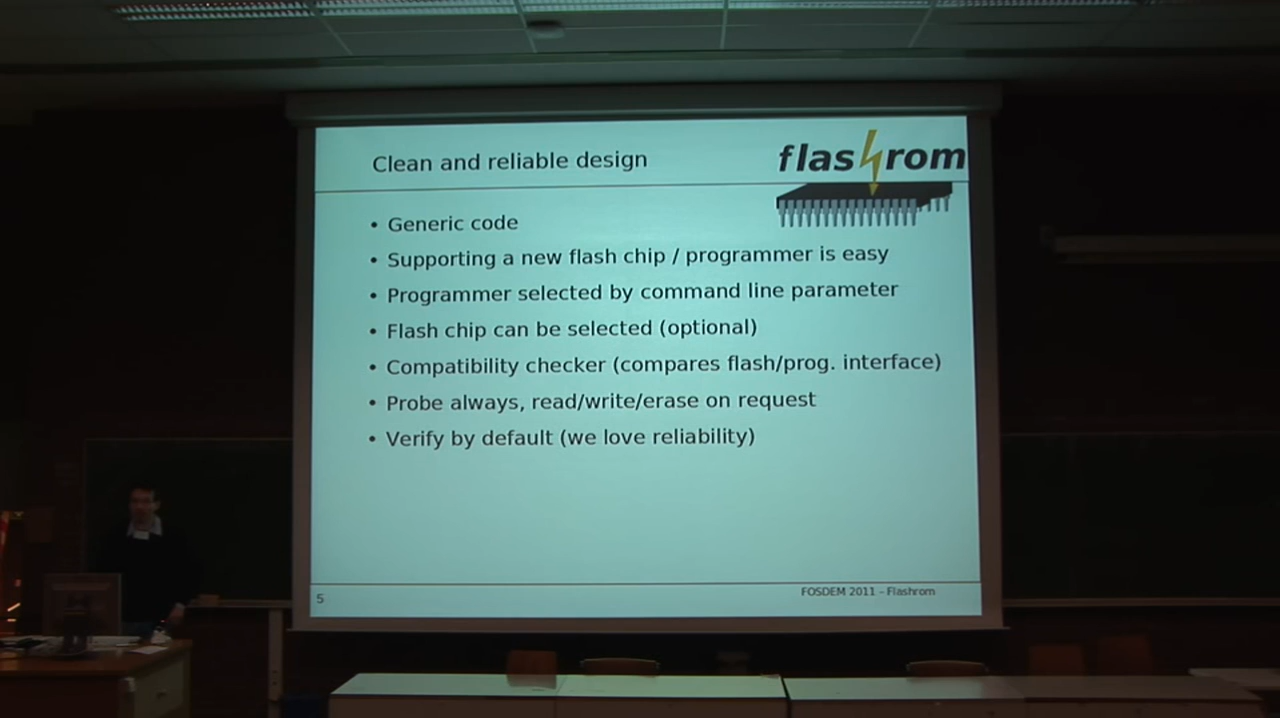 Clean and reliable design
flashrom
• Generic code
• Supporting a new flash chip / programmer is easy
• Programmer selected by command line parameter
• Flash chip can be selected (optional)
• Compatibility checker (compares flash/prog. interface)
• Probe always, read/write/erase on request
• Verify by default (we love reliability)
5
FOSDEM 2011 – Flashrom